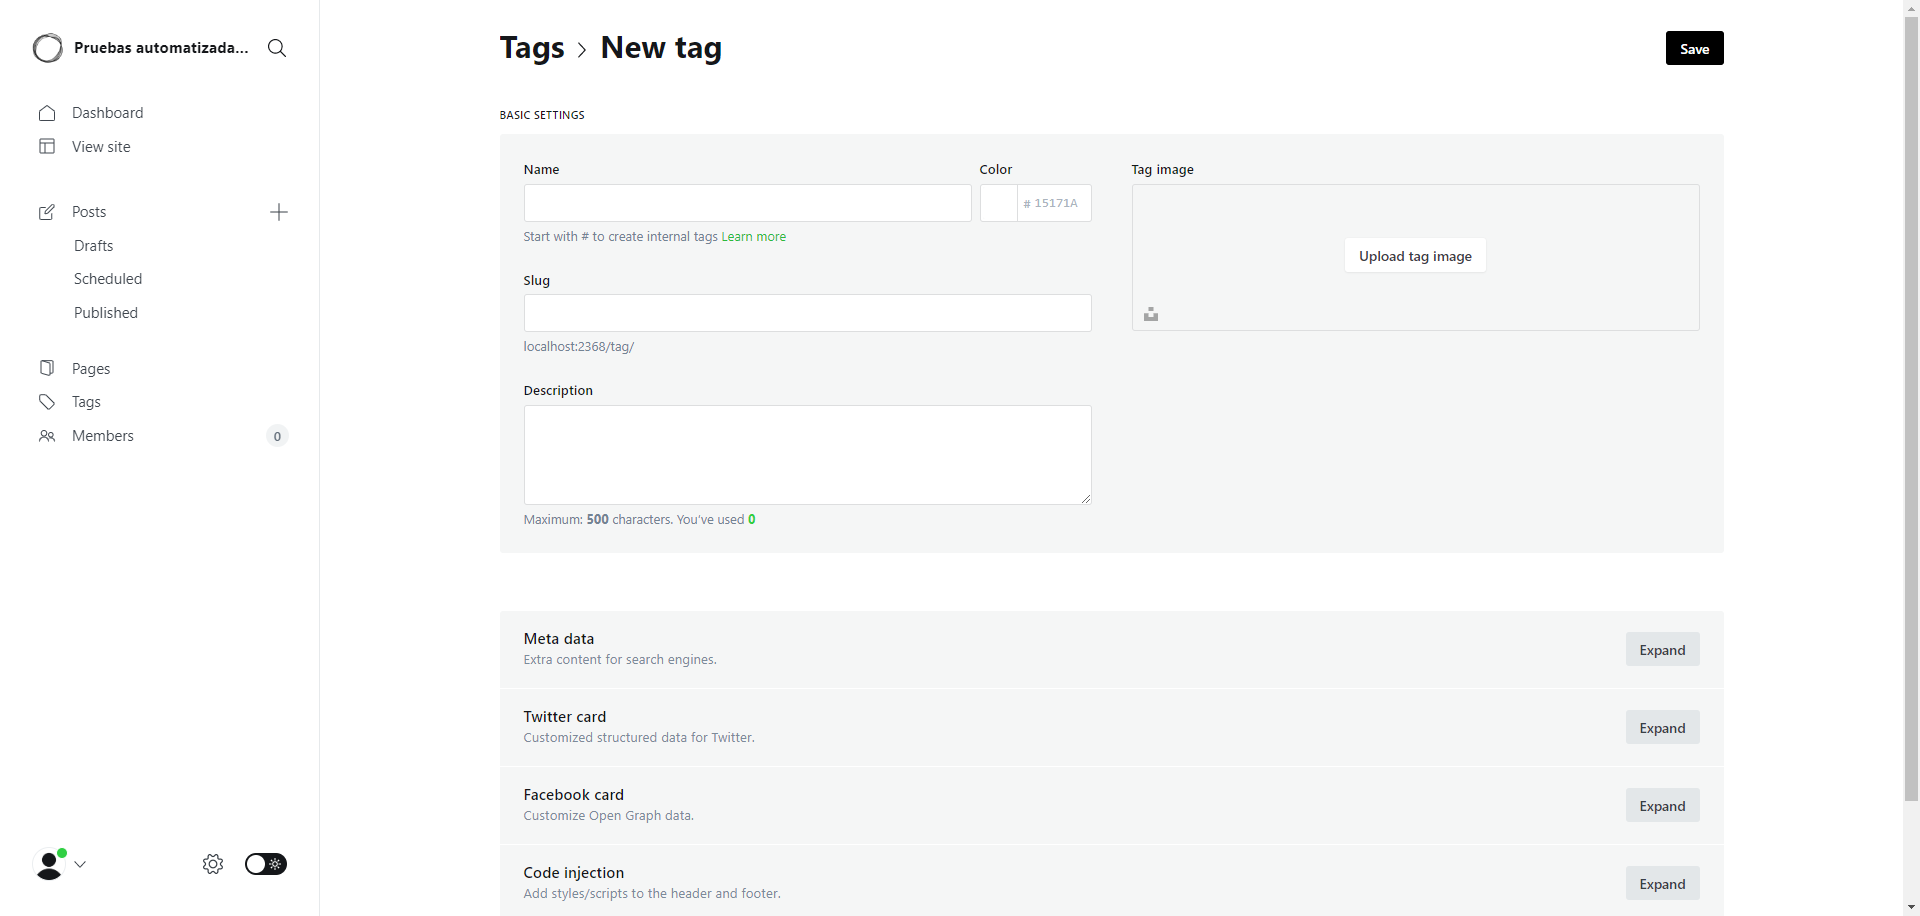 Pruebas automatizada...
Dashboard
View site
Posts
Drafts
Scheduled
Published
Pages
Tags
Members 0
Tags > New tag
Save
BASIC SETTINGS
Name
Color
# 15171A
Start with # to create internal tags Learn more
Slug
localhost:2368/tag/
Description
Maximum: 500 characters. You’ve used 0
Tag image
Upload tag image
Meta data
Extra content for search engines.
Expand
Twitter card
Customized structured data for Twitter.
Expand
Facebook card
Customize Open Graph data.
Expand
Code injection
Add styles/scripts to the header and footer.
Expand